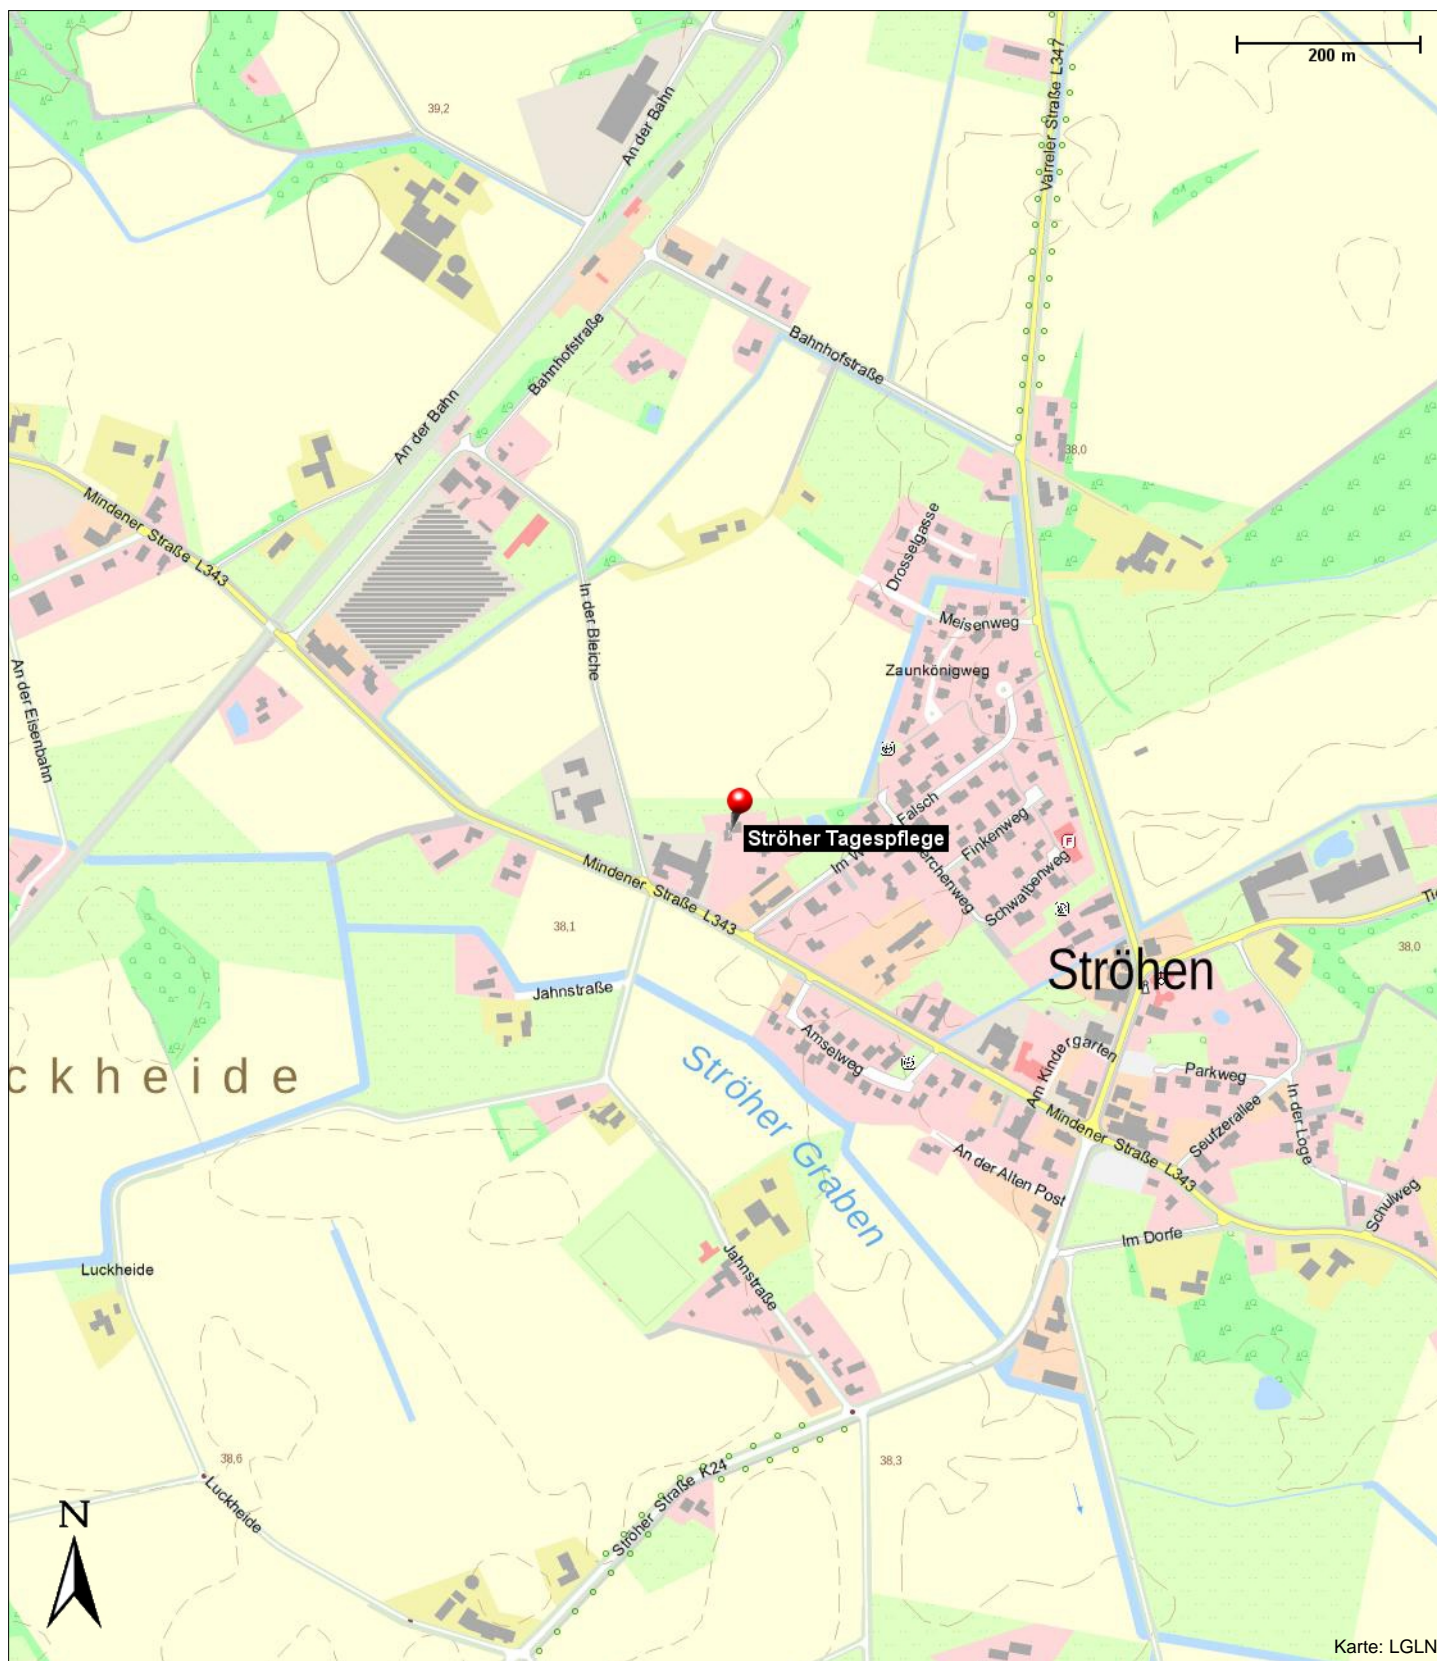 200 m
Varreler Straße L347
39,2
An der Bahn
Bahnhofstraße
Bahnhofstraße
An der Bahn
38,0
Mindener Straße L343
Drosselgasse
In der Bleiche
Meisenweg
Zaunkönigweg
An der Eisenbahn
Ströher Tagespflege
Falsch
Finkenweg
Schwalbenweg
F
Mindener Straße L343
38,1
38,0
Ströhen
Jahnstraße
Amselweg
Am Kindergarten
Parkweg
ckheide
Ströher Graben
Mindener Straße L343
Seufzerallee
In der Loge
An der Alten Post
Schulweg
Im Dorfe
Luckheide
Jahnstraße
38,6
38,3
Luckheide
Ströher Straße K24
N
Karte: LGLN